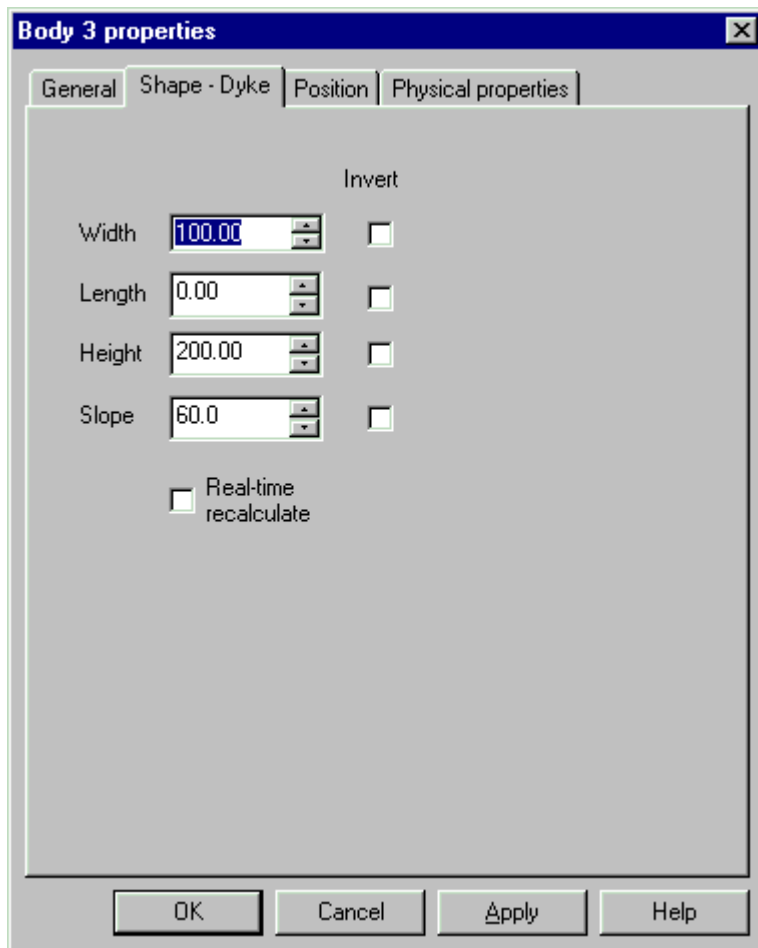 Body 3 properties
General Shape - Dyke Position Physical properties
Invert
Width 100.00
Length 0.00
Height 200.00
Slope 60.0
Real-time
recalculate
OK Cancel Apply Help